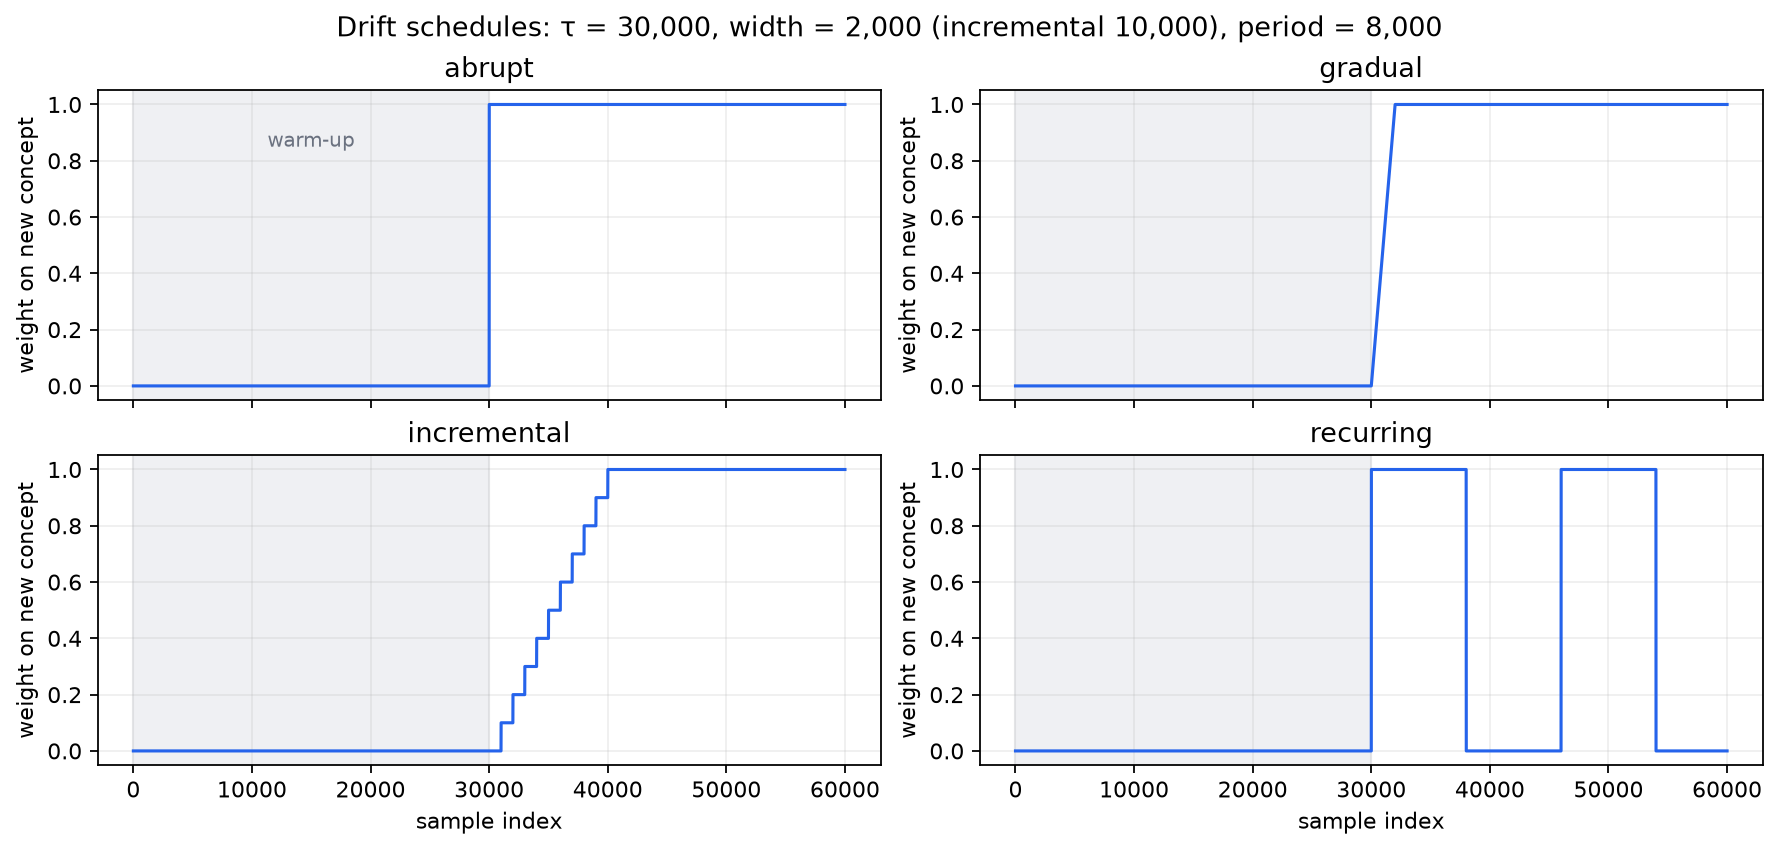 Drift schedules: τ = 30,000, width = 2,000 (incremental 10,000), period = 8,000
abrupt
weight on new concept
1.0
0.8
0.6
0.4
0.2
0.0
warm-up
gradual
weight on new concept
1.0
0.8
0.6
0.4
0.2
0.0
incremental
weight on new concept
1.0
0.8
0.6
0.4
0.2
0.0
0 10000 20000 30000 40000 50000 60000
sample index
recurring
weight on new concept
1.0
0.8
0.6
0.4
0.2
0.0
0 10000 20000 30000 40000 50000 60000
sample index